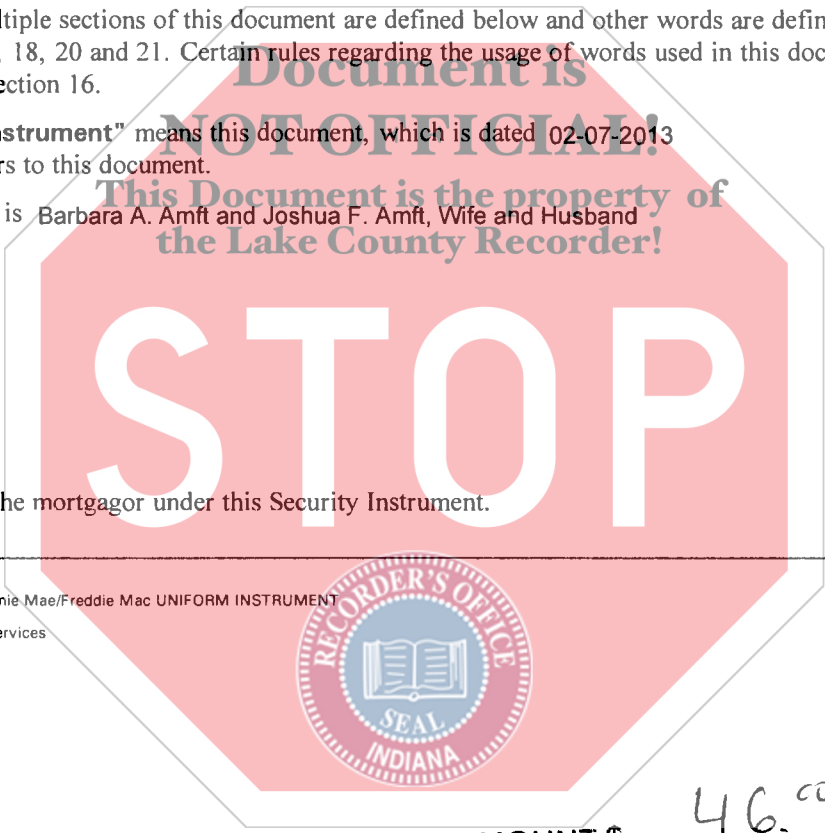 ltiple sections of this document are defined below and other words are defin
, 18, 20 and 21. Certain rules regarding the usage of words used in this doc
ection 16.
Document is
nstrument" means this document, which is dated 02-07-2013
NOT OFFICIAL!
rs to this document.
This Document is the property of
is Barbara A. Amft and Joshua F. Amft, Wife and Husband
the Lake County Recorder!
STOP
he mortgagor under this Security Instrument.
nie Mae/Freddie Mac UNIFORM INSTRUMENT
ervices
RECORDER'S OFFICE
SEAL
INDIANA
46.00